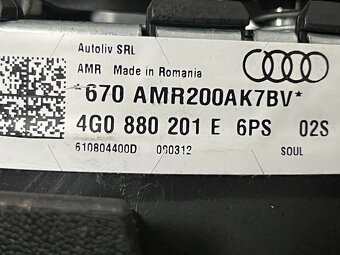 Autoliv SRL
AMR Made in Romania
*670 AMR200AK7BV*
4G0 880 201 E 6PS 02S
610804400D 090312 SOUL